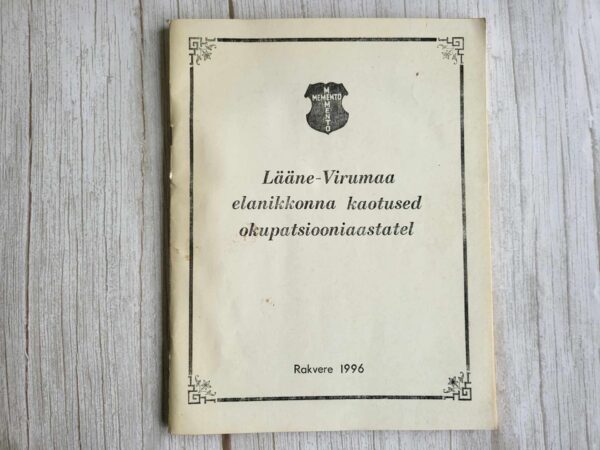 MEMENTO
MEMENTO
Lääne-Virumaa
elanikkonna kaotused
okupatsiooniaastatel
Rakvere 1996